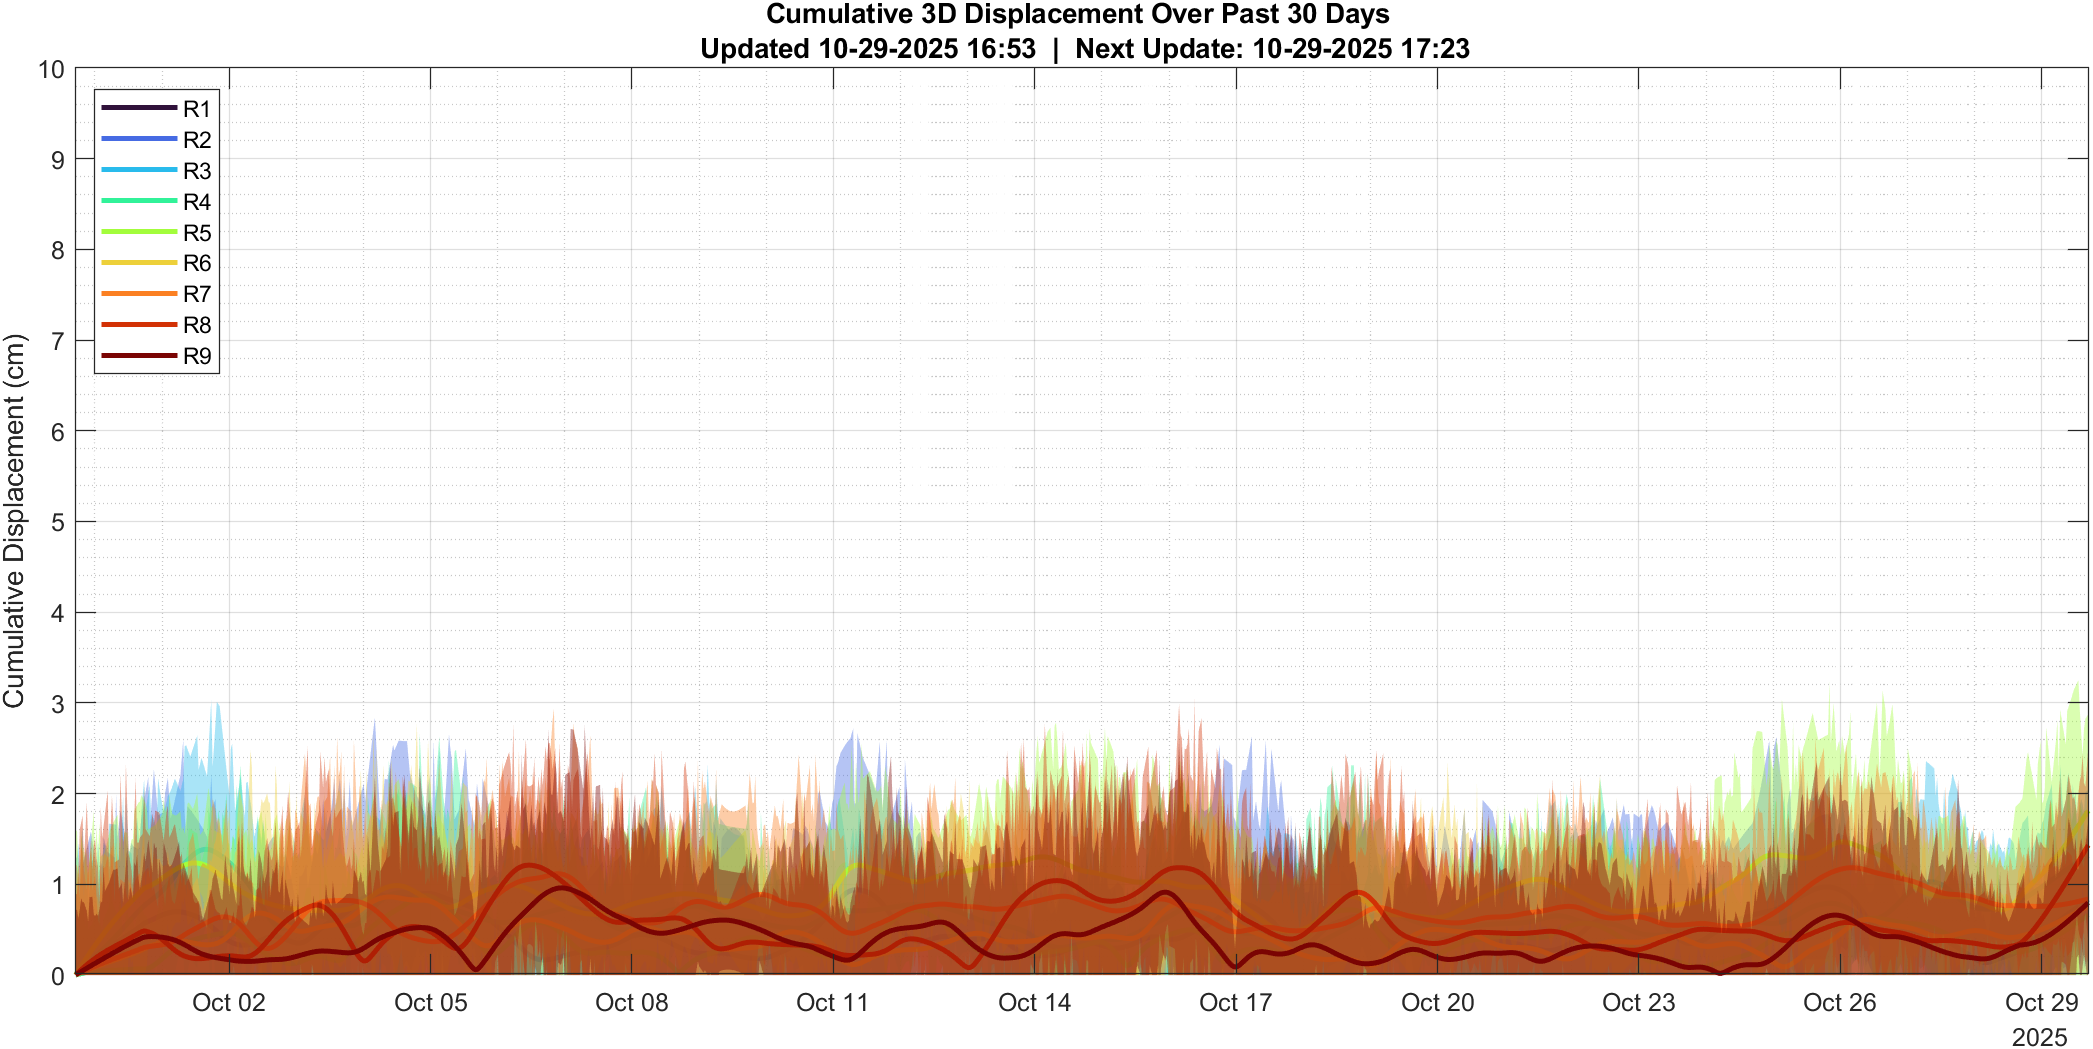 Cumulative 3D Displacement Over Past 30 Days
Updated 10-29-2025 16:53 | Next Update: 10-29-2025 17:23
Cumulative Displacement (cm)
10
9
8
7
6
5
4
3
2
1
0
R1
R2
R3
R4
R5
R6
R7
R8
R9
Oct 02 Oct 05 Oct 08 Oct 11 Oct 14 Oct 17 Oct 20 Oct 23 Oct 26 Oct 29
2025